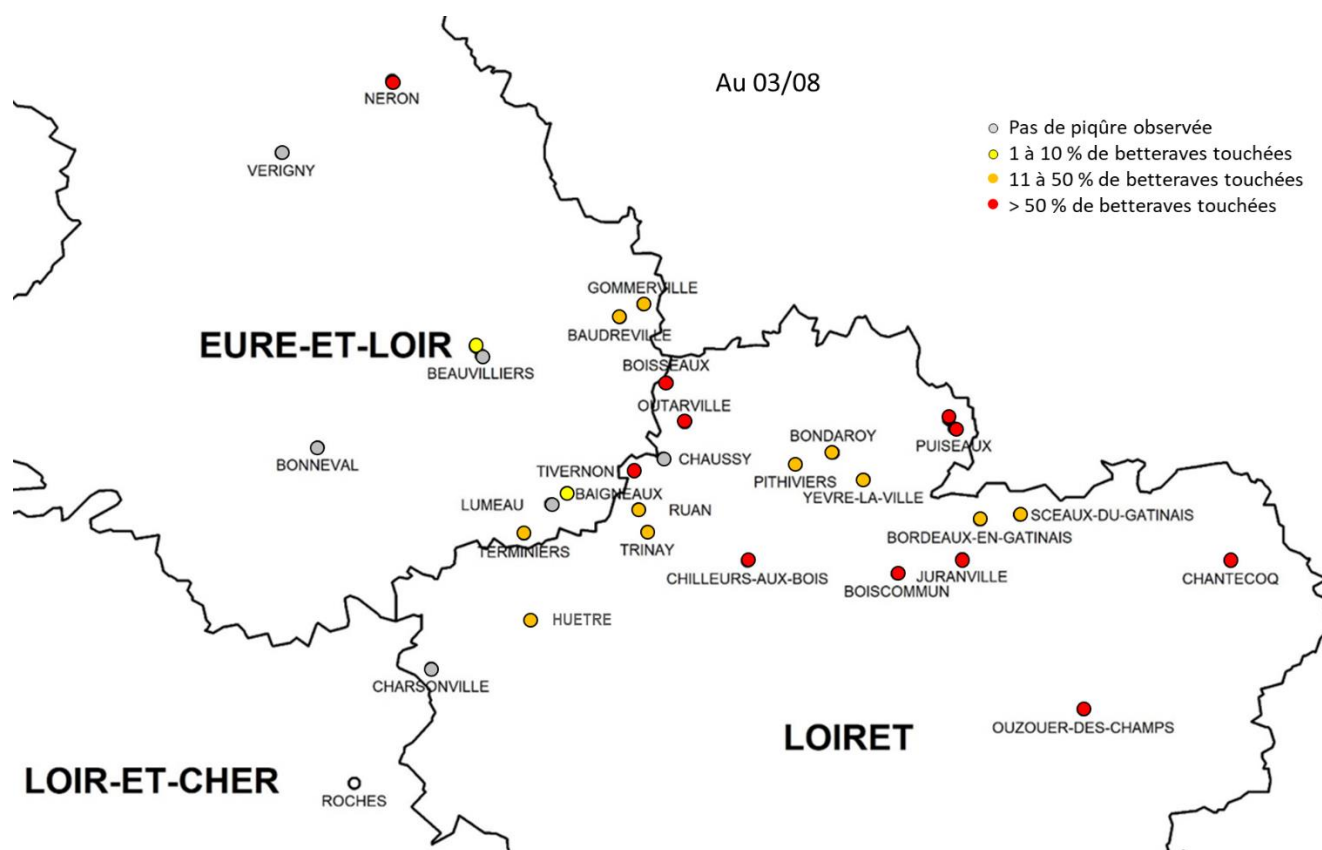 Au 03/08
NERON
Pas de piqûre observée
1 à 10 % de betteraves touchées
11 à 50 % de betteraves touchées
> 50 % de betteraves touchées
VERIGNY
GOMMERVILLE
BAUDREVILLE
EURE-ET-LOIR
BEAUVILLIERS
BOISSEAUX
OUTARVILLE
BONDAROY
PUISEAUX
BONNEVAL
CHAUSSY
TIVERNON
PITHIVIERS
BAIGNEAUX
YEVRE-LA-VILLE
LUMEAU
RUAN
SCEAUX-DU-GATINAIS
BORDEAUX-EN-GATINAIS
TERMINIERS
TRINAY
CHILLEURS-AUX-BOIS
JURANVILLE
BOISCOMMUN
CHANTECOQ
HUETRE
CHARSONVILLE
OUZOUER-DES-CHAMPS
LOIRET
LOIR-ET-CHER
ROCHES